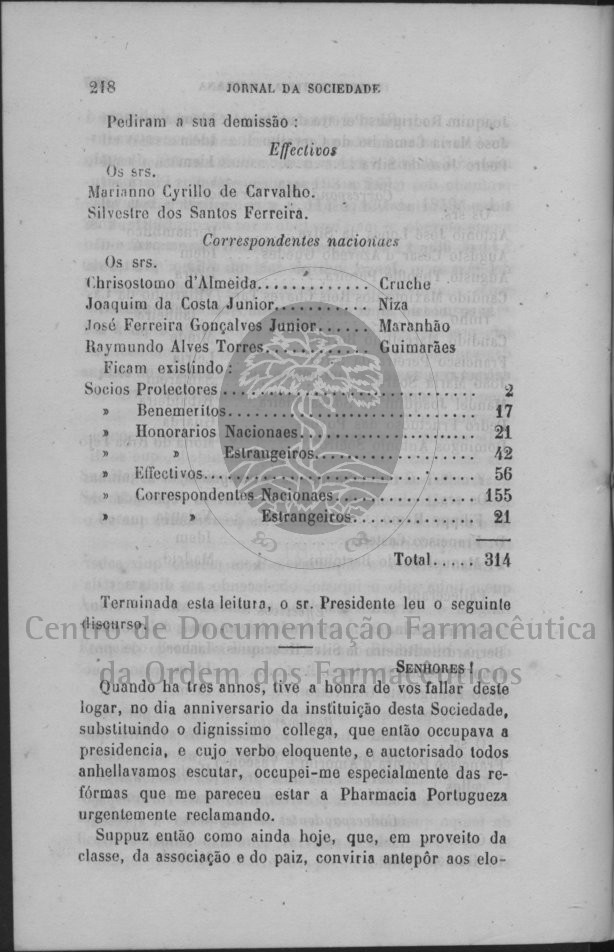 218 JORNAL DA SOCIEDADE
Pediram a sua demissão :
Effectivos
Os srs.
Marianno Cyrillo de Carvalho.
Silvestre dos Santos Ferreira.
Correspondentes nacionaes
Os srs.
Chrisostomo d'Almeida............. Cruche
Joaquim da Costa Junior............ Niza
José Ferreira Gonçalves Junior...... Maranhão
Raymundo Alves Torres............ Guimarães
Ficam existindo :
Socios Protectores ................................ 2
» Benemeritos................................ 17
» Honorarios Nacionaes....................... 21
» » Estrangeiros..................... 42
» Effectivos................................... 56
» Correspondentes Nacionaes................. 155
» » Estrangeiros............... 21
Total..... 314
Terminada esta leitura, o sr. Presidente leu o seguinte
discurso.
Centro de Documentação Farmacêutica
da Ordem dos Farmacêuticos
SENHORES !
Quando ha tres annos, tive a honra de vos fallar deste
logar, no dia anniversario da instituição desta Sociedade,
substituindo o dignissimo collega, que então occupava a
presidencia, e cujo verbo eloquente, e auctorisado todos
anhellavamos escutar, occupei-me especialmente das re-
fórmas que me pareceu estar a Pharmacia Portugueza
urgentemente reclamando.
Suppuz então como ainda hoje, que, em proveito da
classe, da associação e do paiz, conviria antepôr aos elo-